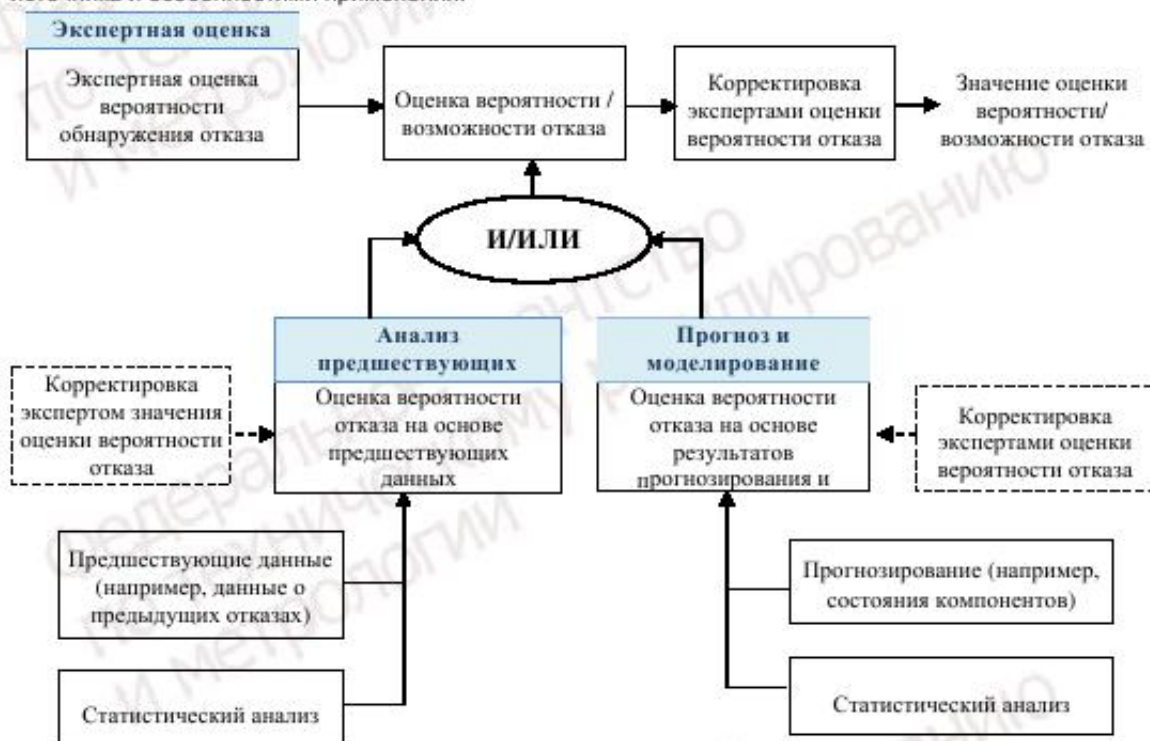 Экспертная оценка
Экспертная оценка
вероятности
обнаружения отказа
Оценка вероятности /
возможности отказа
Корректировка
экспертами оценки
вероятности отказа
Значение оценки
вероятности/
возможности отказа
И/ИЛИ
Анализ
предшествующих
Оценка вероятности
отказа на основе
предшествующих
данных
Прогноз и
моделирование
Оценка вероятности
отказа на основе
результатов
прогнозирования и
Корректировка
экспертом значения
оценки вероятности
отказа
Корректировка
экспертами оценки
вероятности отказа
Предшествующие данные
(например, данные о
предыдущих отказах)
Прогнозирование (например,
состояния компонентов)
Статистический анализ
Статистический анализ